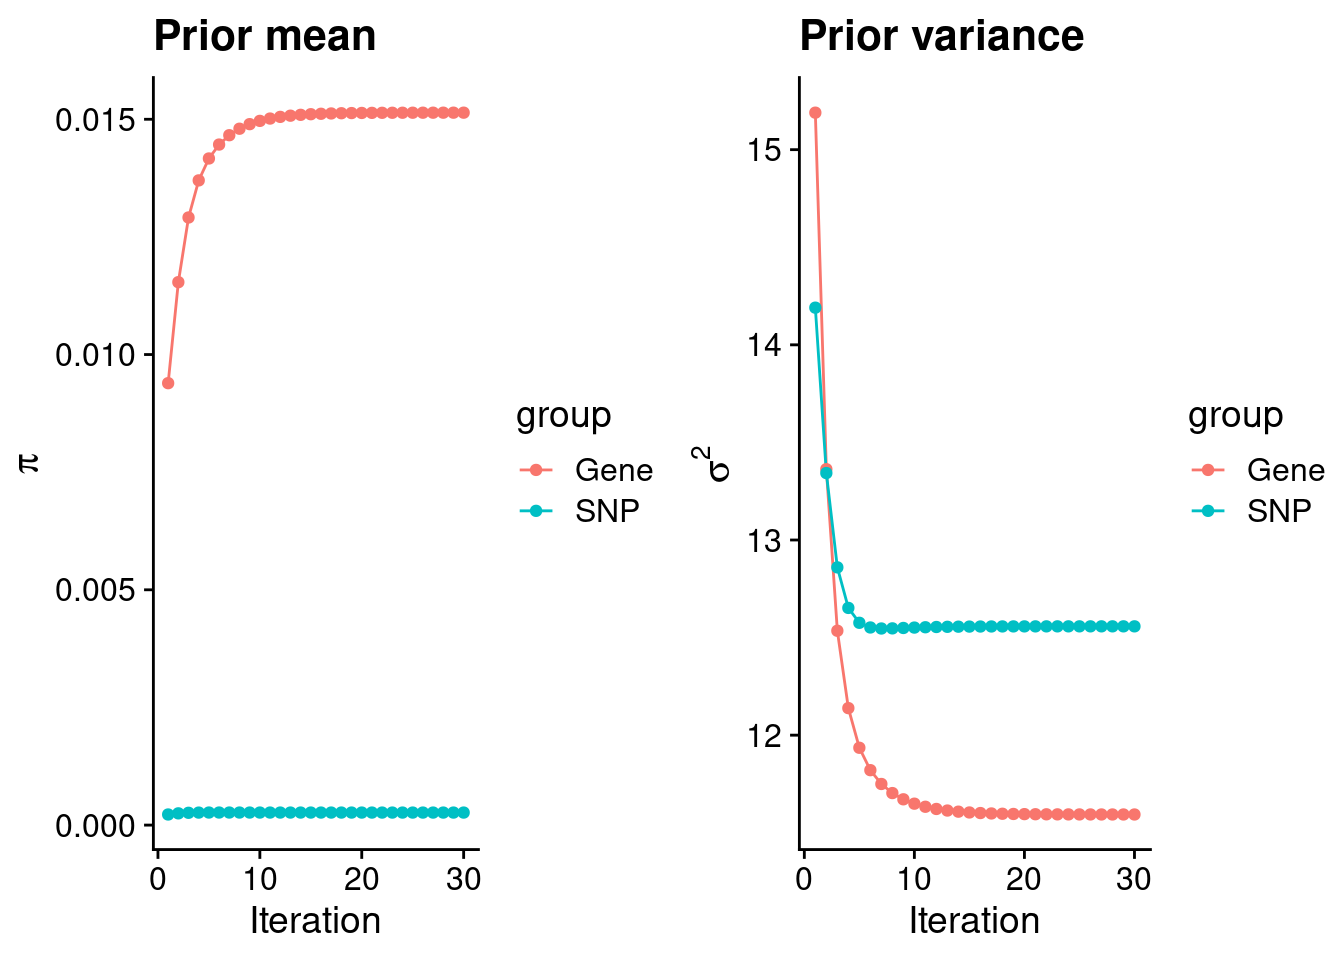 Prior mean
0.015
0.010
0.005
0.000
π
0 10 20 30
Iteration
group
Gene
SNP
Prior variance
15
14
13
12
σ²
0 10 20 30
Iteration
group
Gene
SNP